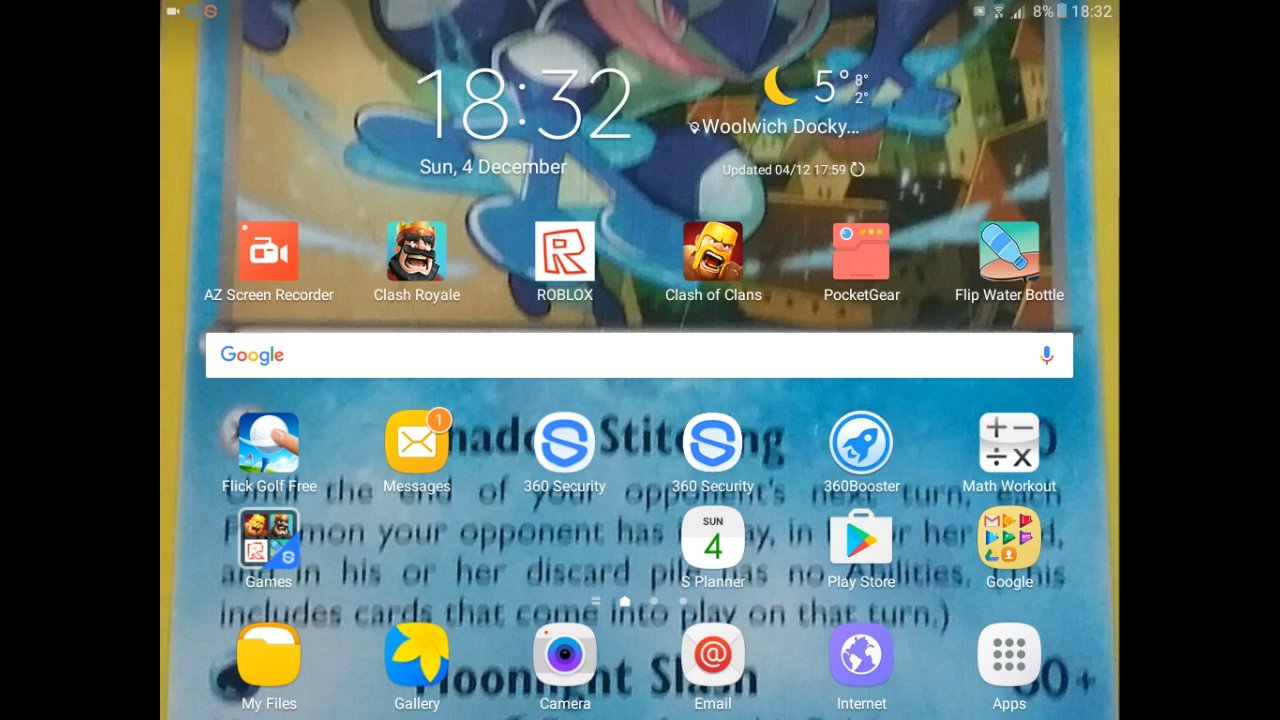 8% 18:32
18:32
5° 8°
2°
Woolwich Docky...
Sun, 4 December
Updated 04/12 17:59
AZ Screen Recorder Clash Royale ROBLOX Clash of Clans PocketGear Flip Water Bottle
Google
1
Flick Golf Free Messages 360 Security 360 Security 360Booster Math Workout
the end of your opponent's next turn, each
mon your opponent has play, in or her
SUN
4
Games S Planner Play Store Google
and in his or her discard pile has no Abilities.
includes cards that come into play on that turn.)
Moonlight Slash 60+
My Files Gallery Camera Email Internet Apps